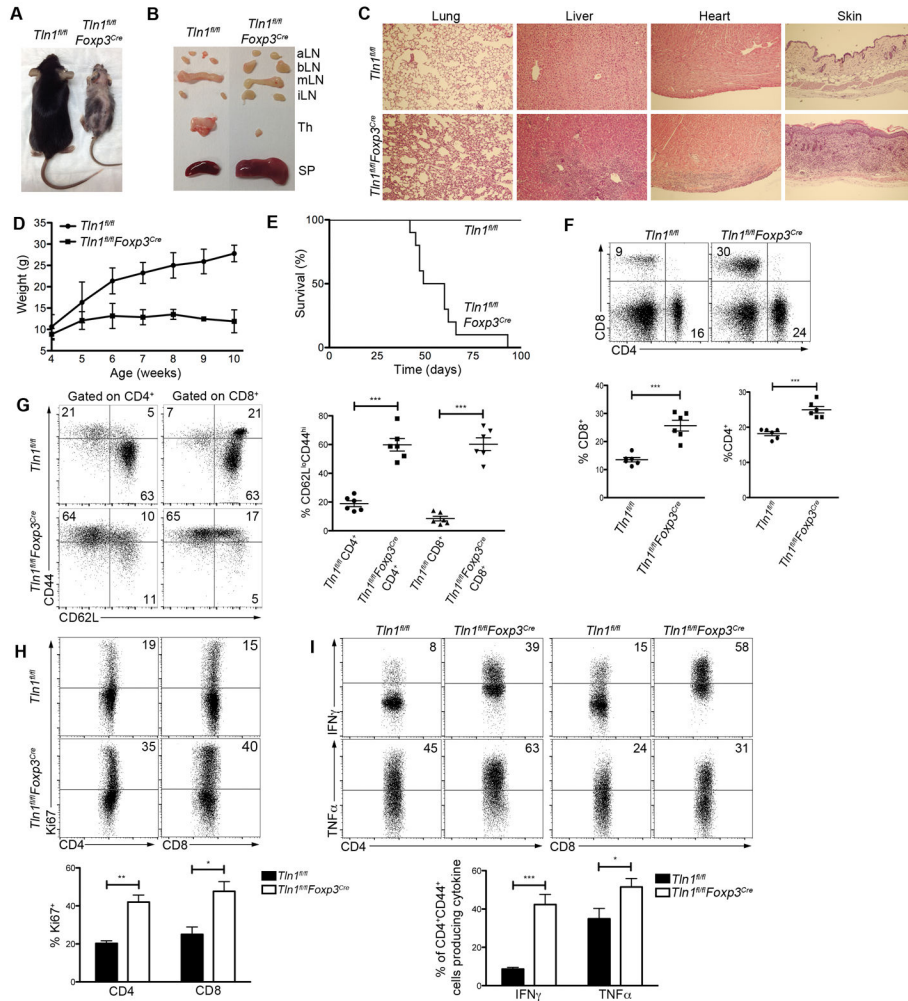 A
Tln1fl/fl
Tln1fl/fl
Foxp3Cre
B
Tln1fl/fl
Tln1fl/fl
Foxp3Cre
aLN
bLN
mLN
iLN
Th
SP
C
Lung Liver Heart Skin
Tln1fl/fl
Tln1fl/flFoxp3Cre
D
Tln1fl/fl
Tln1fl/flFoxp3Cre
Weight (g)
35
30
25
20
15
10
5
4 5 6 7 8 9 10
Age (weeks)
E
Survival (%)
100
50
0
Tln1fl/fl
Tln1fl/fl
Foxp3Cre
0 25 50 75 100
Time (days)
F
Tln1fl/fl Tln1fl/flFoxp3Cre
9 30
16 24
CD8
CD4
***
% CD8+
60
40
20
0
Tln1fl/fl
Tln1fl/flFoxp3Cre
***
%CD4+
30
20
10
0
Tln1fl/fl
Tln1fl/flFoxp3Cre
G
Gated on CD4+ Gated on CD8+
Tln1fl/fl
21 5 7 21
63 63
Tln1fl/flFoxp3Cre
64 10 65 17
11 5
CD44
CD62L
*** ***
% CD62LloCD44hi
100
80
60
40
20
0
Tln1fl/fl CD4+
Tln1fl/flFoxp3Cre
CD4+
Tln1fl/fl CD8+
Tln1fl/flFoxp3Cre
CD8+
H
Tln1fl/fl
19 15
Tln1fl/flFoxp3Cre
35 40
Ki67
CD4 CD8
Tln1fl/fl
Tln1fl/flFoxp3Cre
** *
% Ki67+
60
40
20
0
CD4 CD8
I
Tln1fl/fl Tln1fl/flFoxp3Cre Tln1fl/fl Tln1fl/flFoxp3Cre
8 39 15 58
IFNγ
45 63 24 31
TNFα
CD4 CD8
Tln1fl/fl
Tln1fl/flFoxp3Cre
*** *
% of CD4+CD44+
cells producing cytokine
60
40
20
0
IFNγ TNFα